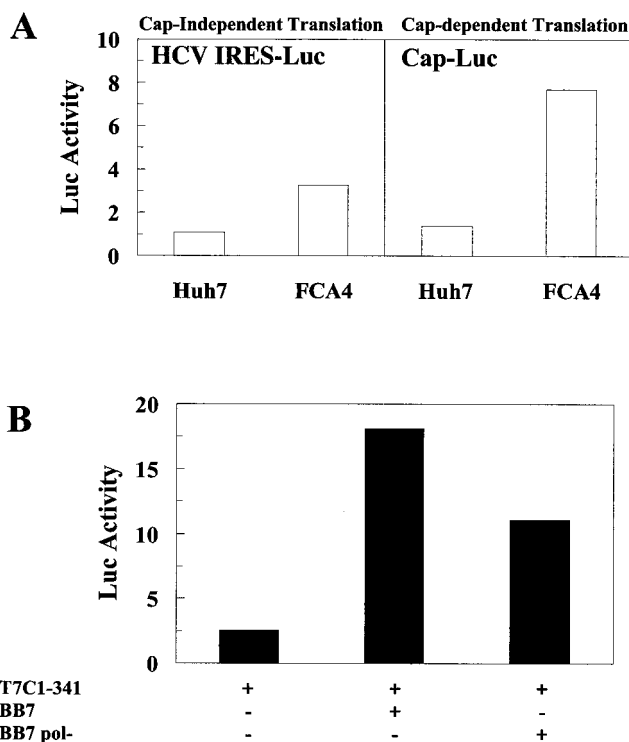 A
Cap-Independent Translation Cap-dependent Translation
HCV IRES-Luc Cap-Luc
Luc Activity
10
8
6
4
2
0
Huh7 FCA4 Huh7 FCA4
B
Luc Activity
20
15
10
5
0
T7C1-341 + + +
BB7 - + -
BB7 pol- - - +